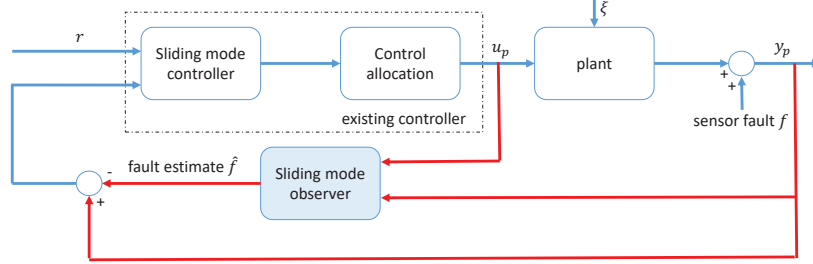 ξ
r
Sliding mode
controller
Control
allocation
u_p
plant
y_p
+
+
existing controller
sensor fault f
fault estimate f̂
Sliding mode
observer
-
+